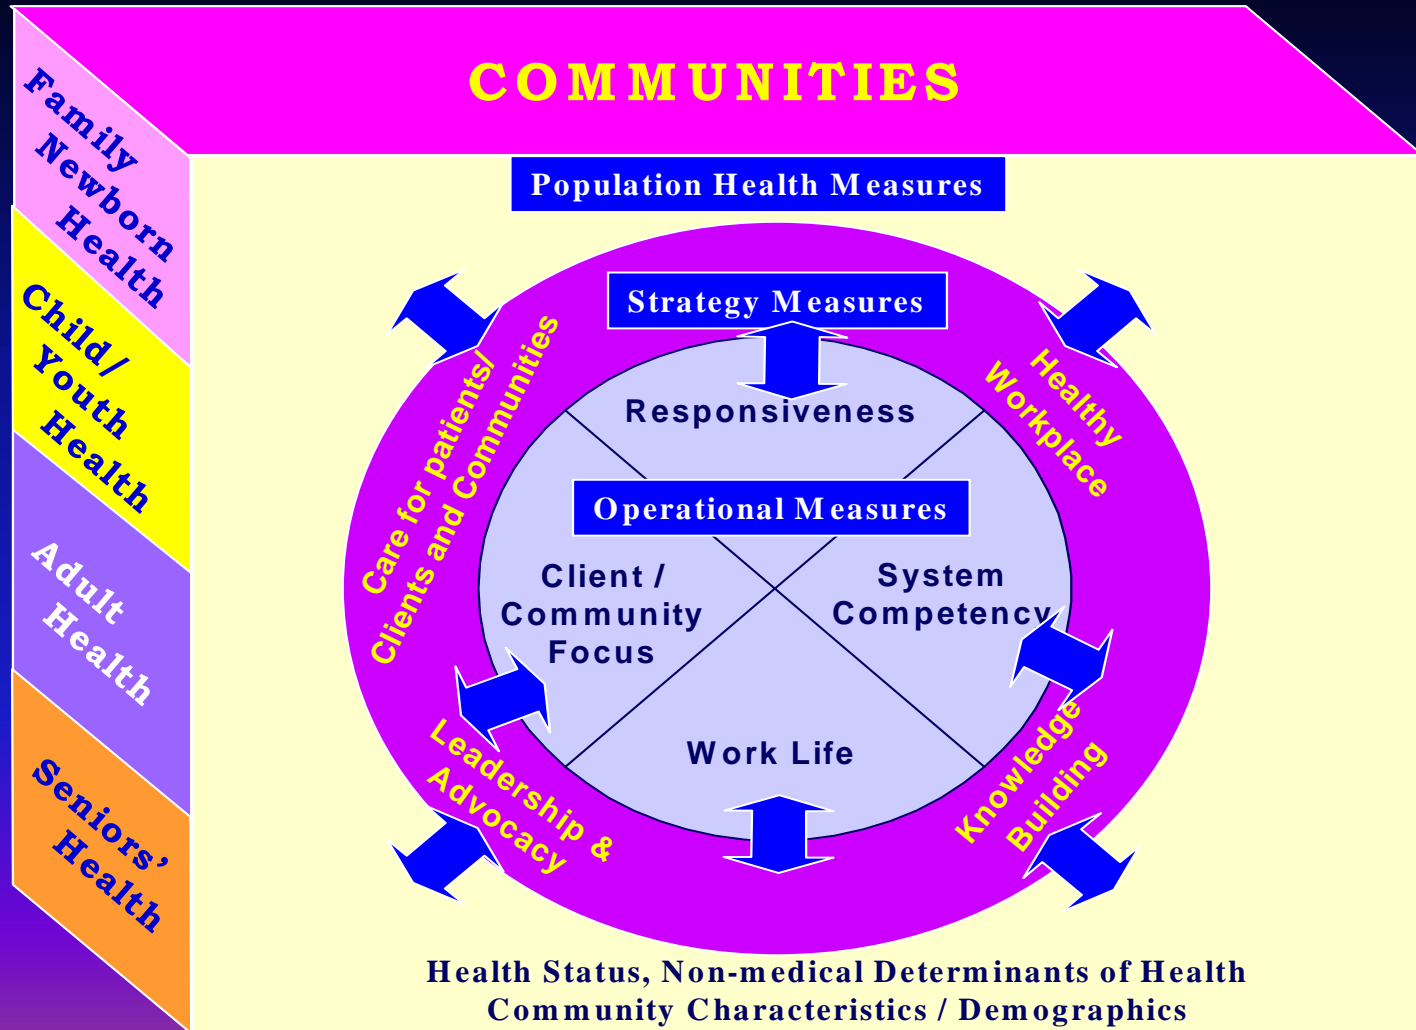 COMMUNITIES
Family
Newborn
Health
Child/
Youth
Health
Adult
Health
Seniors’
Health
Population Health Measures
Strategy Measures
Care for patients/
Clients and Communities
Healthy
Workplace
Responsiveness
Operational Measures
Client /
Community
Focus
System
Competency
Work Life
Leadership &
Advocacy
Knowledge
Building
Health Status, Non-medical Determinants of Health
Community Characteristics / Demographics